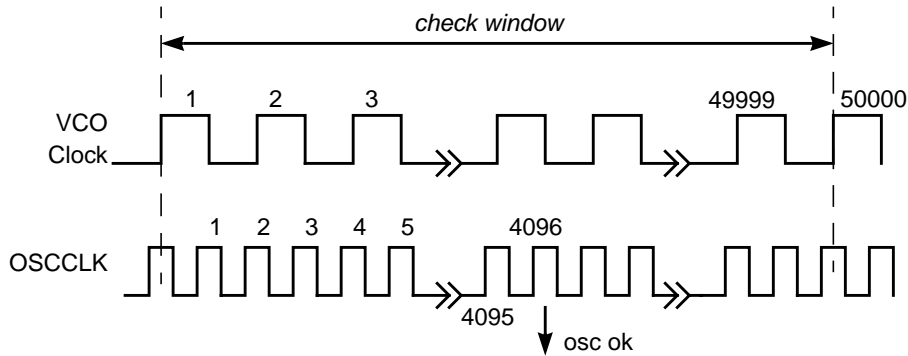 check window
1 2 3 49999 50000
VCO
Clock
1 2 3 4 5 4096
OSCCLK
4095
osc ok